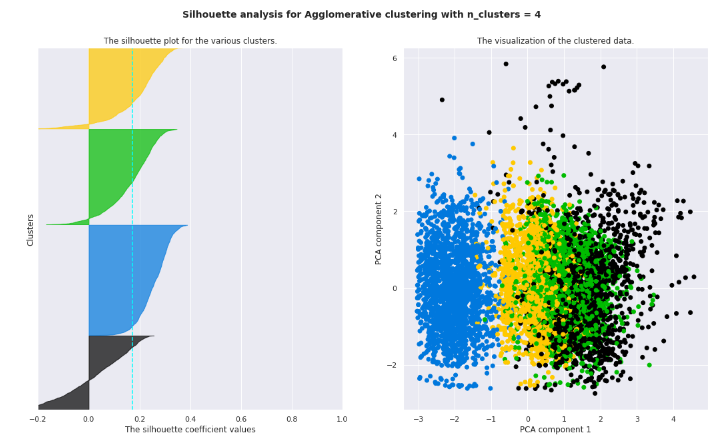 Silhouette analysis for Agglomerative clustering with n_clusters = 4
The silhouette plot for the various clusters.
Clusters
−0.2 0.0 0.2 0.4 0.6 0.8 1.0
The silhouette coefficient values
The visualization of the clustered data.
PCA component 2
6
4
2
0
−2
−3 −2 −1 0 1 2 3 4
PCA component 1